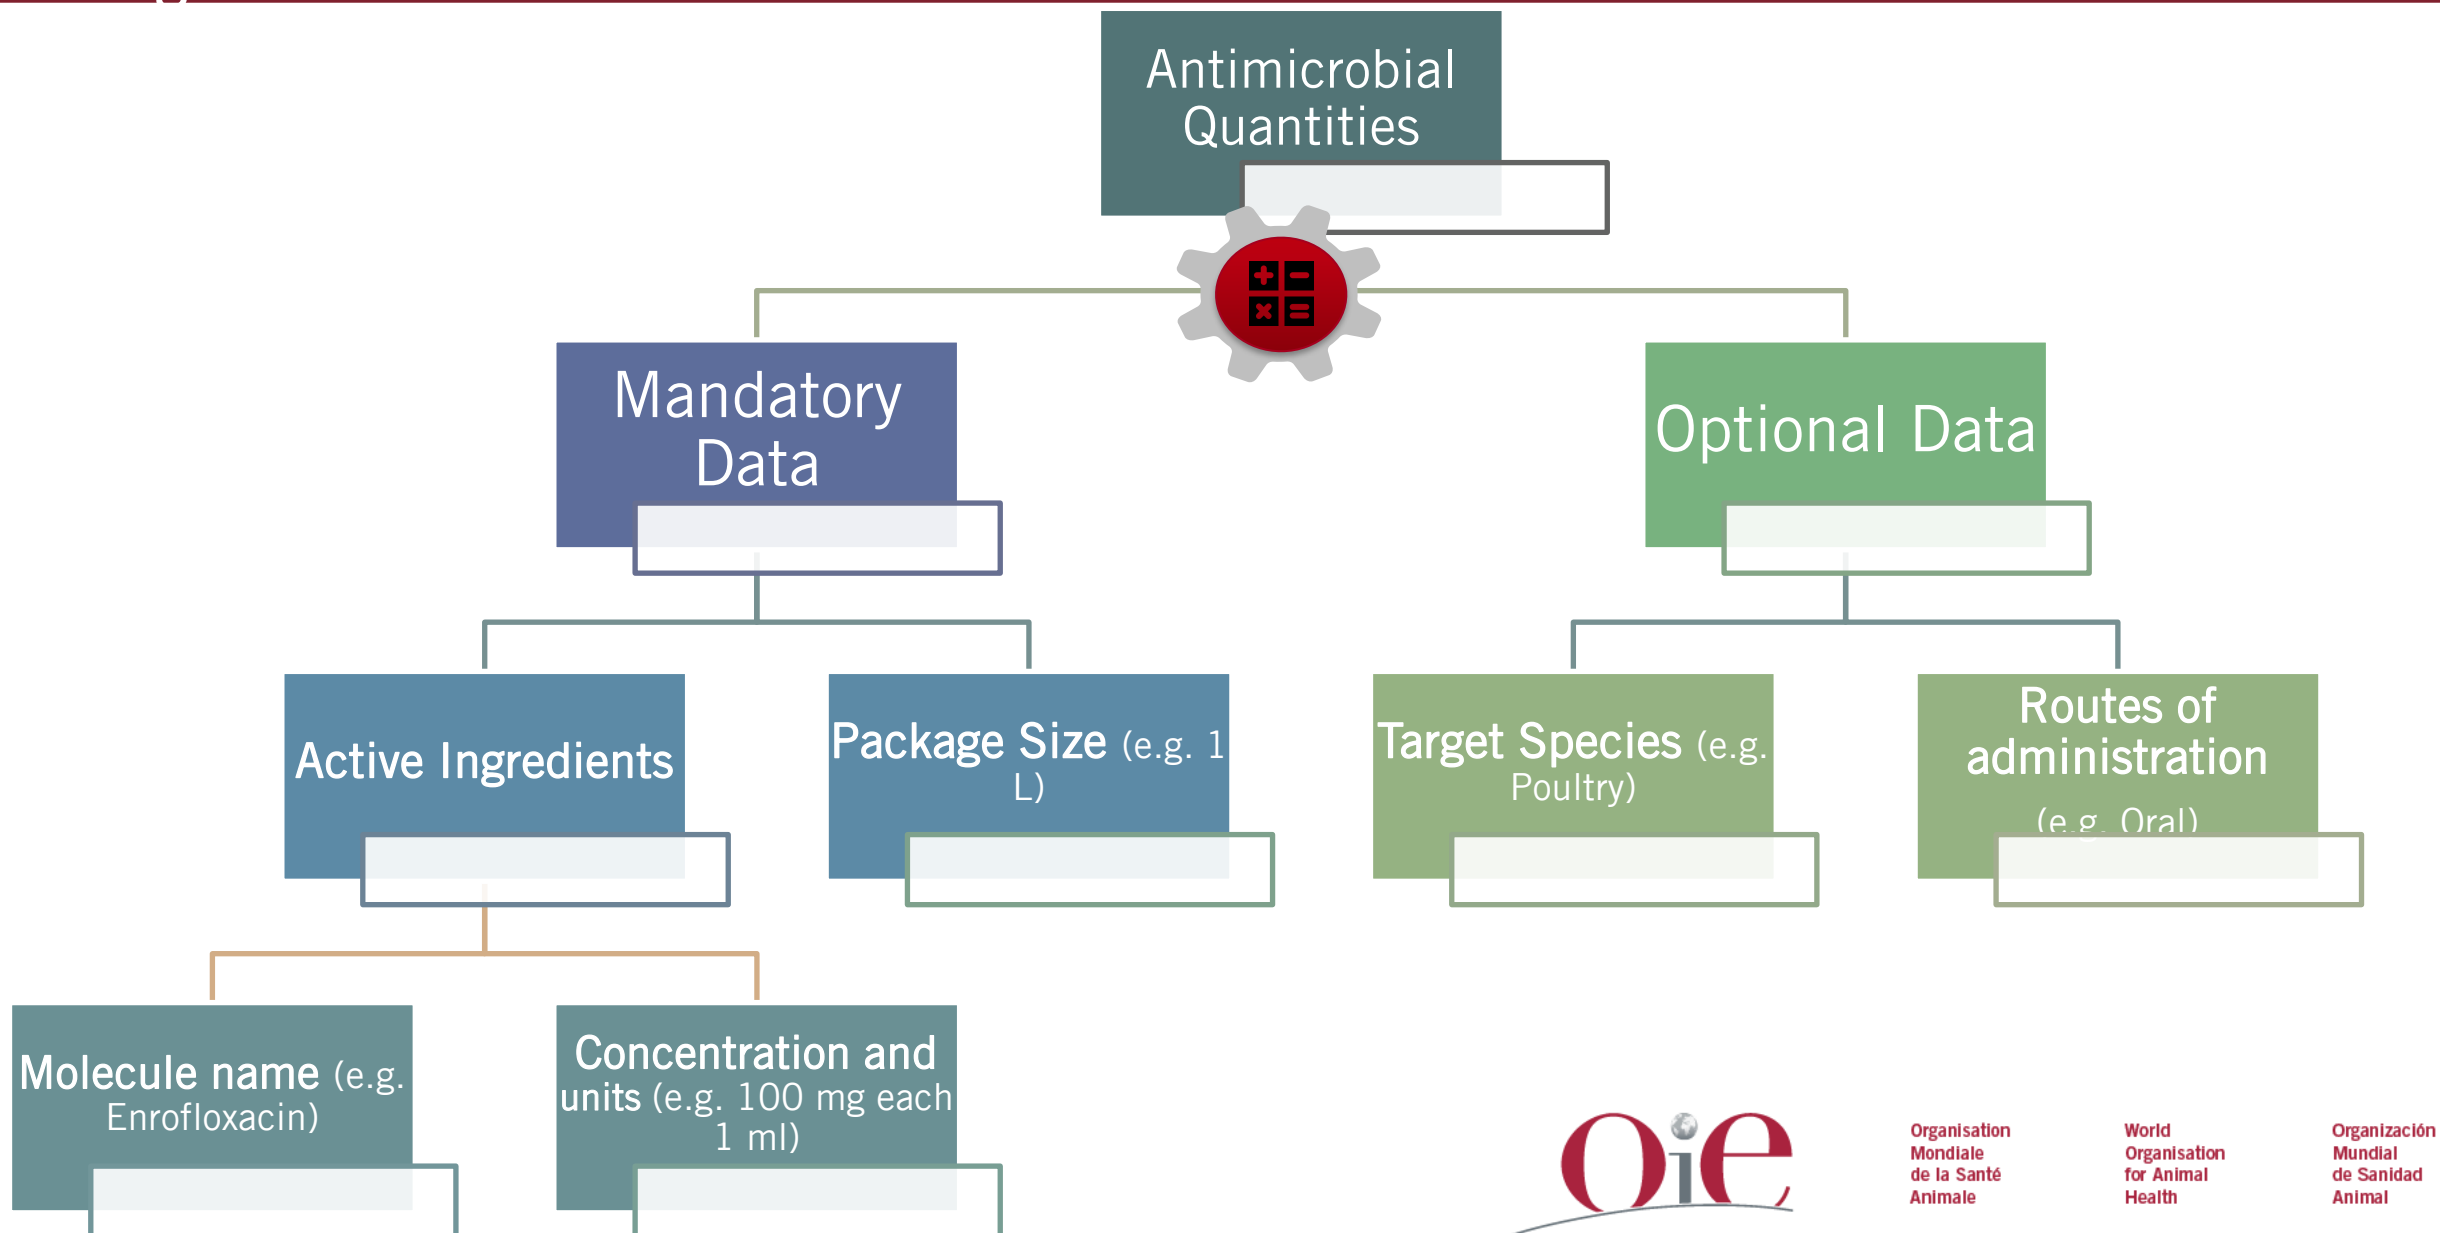 Antimicrobial
Quantities
Mandatory
Data
Optional Data
Active Ingredients
Package Size (e.g. 1
L)
Target Species (e.g.
Poultry)
Routes of
administration
(e.g. Oral)
Molecule name (e.g.
Enrofloxacin)
Concentration and
units (e.g. 100 mg each
1 ml)
oie
Organisation
Mondiale
de la Santé
Animale
World
Organisation
for Animal
Health
Organización
Mundial
de Sanidad
Animal